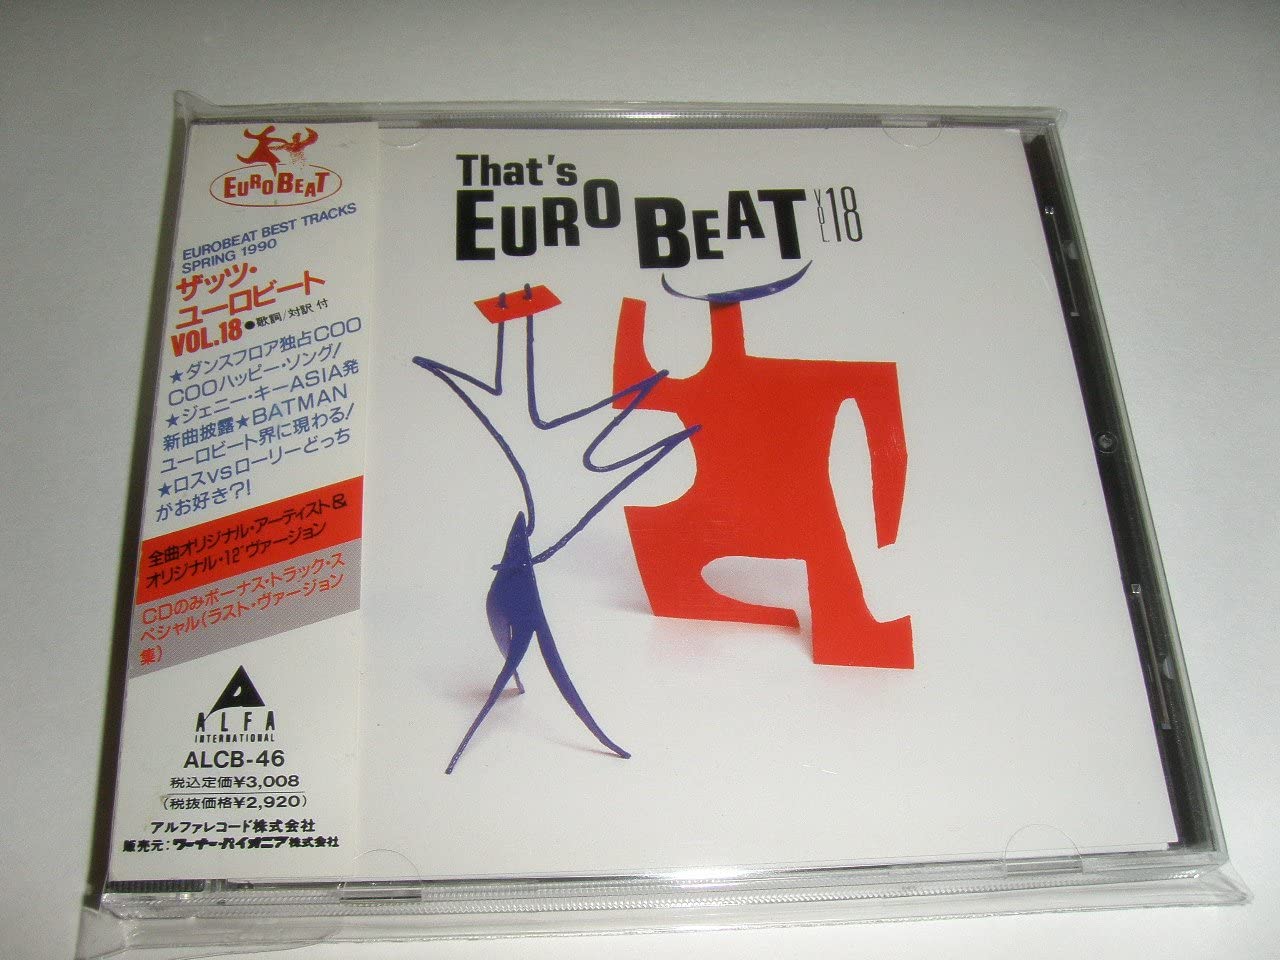 EUROBEAT
EUROBEAT BEST TRACKS
SPRING 1990
ザッツ・
ユーロビート
VOL.18●歌詞/対訳 付
★ダンスフロア独占COO
COOハッピー・ソング!
★ジェニー・キーASIA発
新曲披露★BATMAN
ユーロビート界に現わる!
★ロスvsローリーどっち
がお好き?!
全曲オリジナル・アーティスト&
オリジナル・12"ヴァージョン
CDのみボーナス・トラック・ス
ペシャル(ラスト・ヴァージョン
集)
ALFA
INTERNATIONAL
ALCB-46
税込定価¥3,008
(税抜価格¥2,920)
アルファレコード株式会社
販売元:ワーナー・パイオニア株式会社
That's
EUROBEAT VOL 18